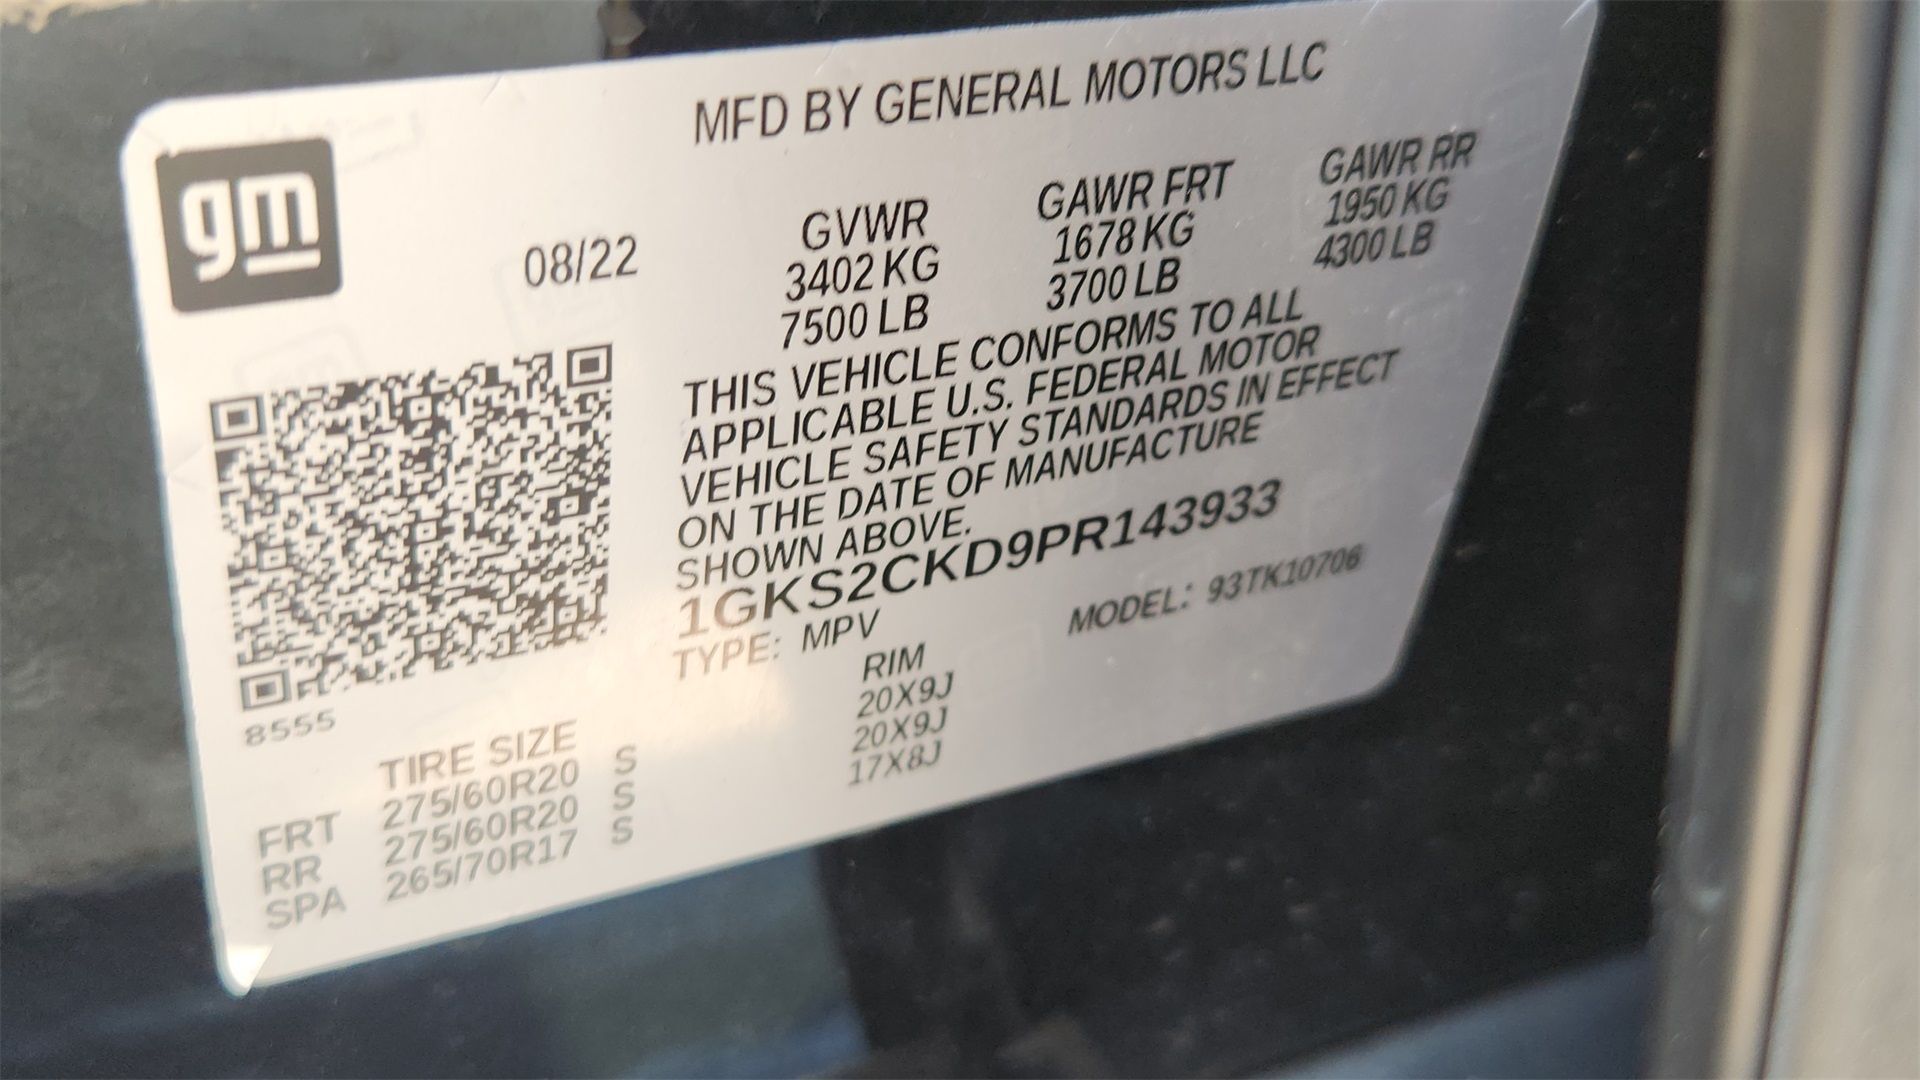 MFD BY GENERAL MOTORS LLC
gm
08/22
GVWR GAWR FRT GAWR RR
3402 KG 1678 KG 1950 KG
7500 LB 3700 LB 4300 LB
THIS VEHICLE CONFORMS TO ALL
APPLICABLE U.S. FEDERAL MOTOR
VEHICLE SAFETY STANDARDS IN EFFECT
ON THE DATE OF MANUFACTURE
SHOWN ABOVE.
1GKS2CKD9PR143933
TYPE: MPV MODEL: 93TK10706
8555
TIRE SIZE RIM
FRT 275/60R20 S 20X9J
RR 275/60R20 S 20X9J
SPA 265/70R17 S 17X8J